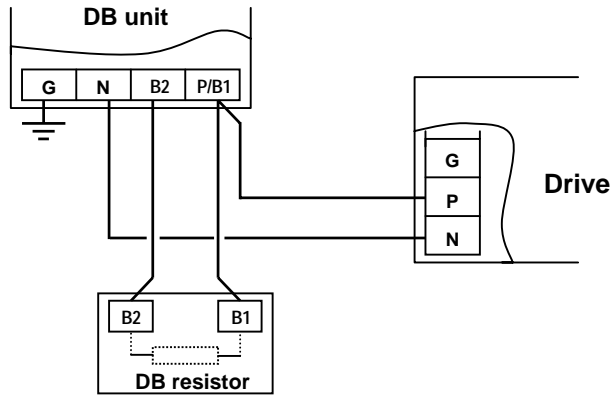 DB unit
G N B2 P/B1
G
P
N
Drive
B2 B1
DB resistor